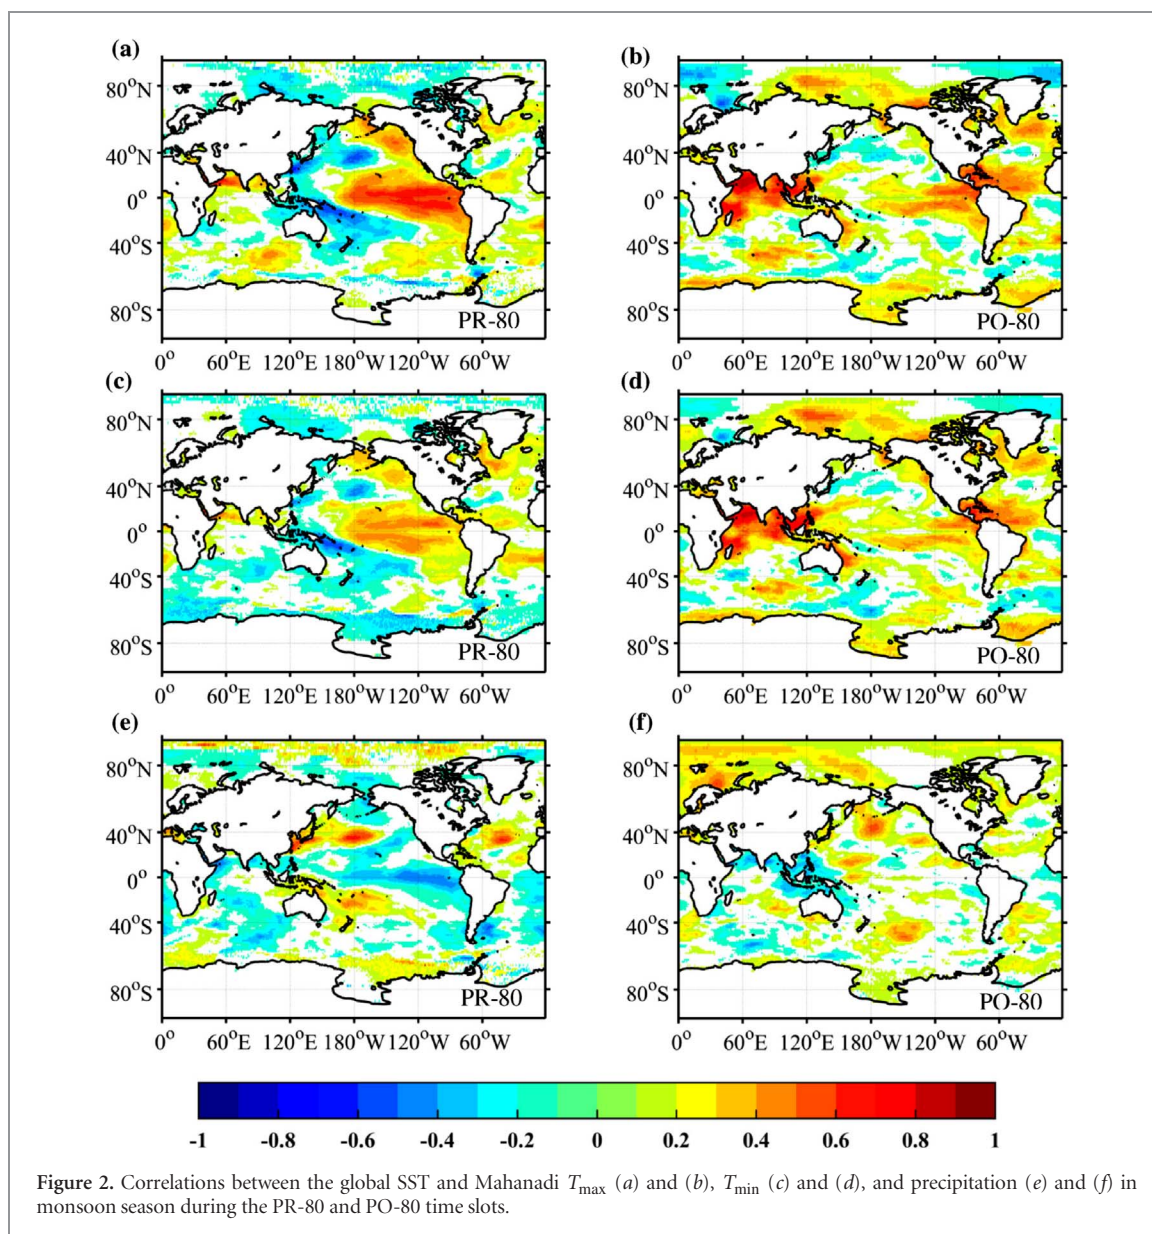 (a) (b)
80°N 80°N
40°N 40°N
0° 0°
40°S 40°S
80°S PR-80 80°S PO-80
0° 60°E 120°E 180°W 120°W 60°W 0° 60°E 120°E 180°W 120°W 60°W
(c) (d)
80°N 80°N
40°N 40°N
0° 0°
40°S 40°S
80°S PR-80 80°S PO-80
0° 60°E 120°E 180°W 120°W 60°W 0° 60°E 120°E 180°W 120°W 60°W
(e) (f)
80°N 80°N
40°N 40°N
0° 0°
40°S 40°S
80°S PR-80 80°S PO-80
0° 60°E 120°E 180°W 120°W 60°W 0° 60°E 120°E 180°W 120°W 60°W
-1 -0.8 -0.6 -0.4 -0.2 0 0.2 0.4 0.6 0.8 1
Figure 2. Correlations between the global SST and Mahanadi Tmax (a) and (b), Tmin (c) and (d), and precipitation (e) and (f) in
monsoon season during the PR-80 and PO-80 time slots.